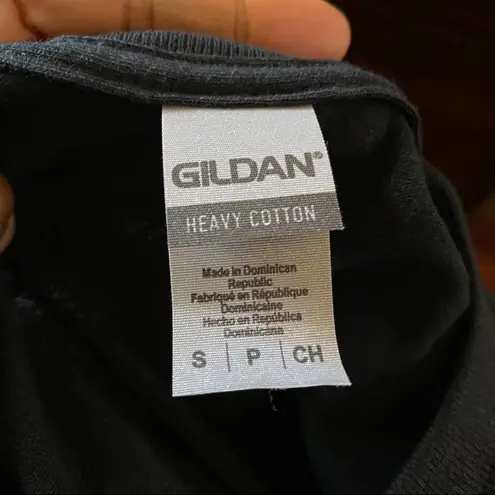 GILDAN®
HEAVY COTTON
Made in Dominican
Republic
Fabriqué en République
Dominicaine
Hecho en República
Dominicana
S | P | CH